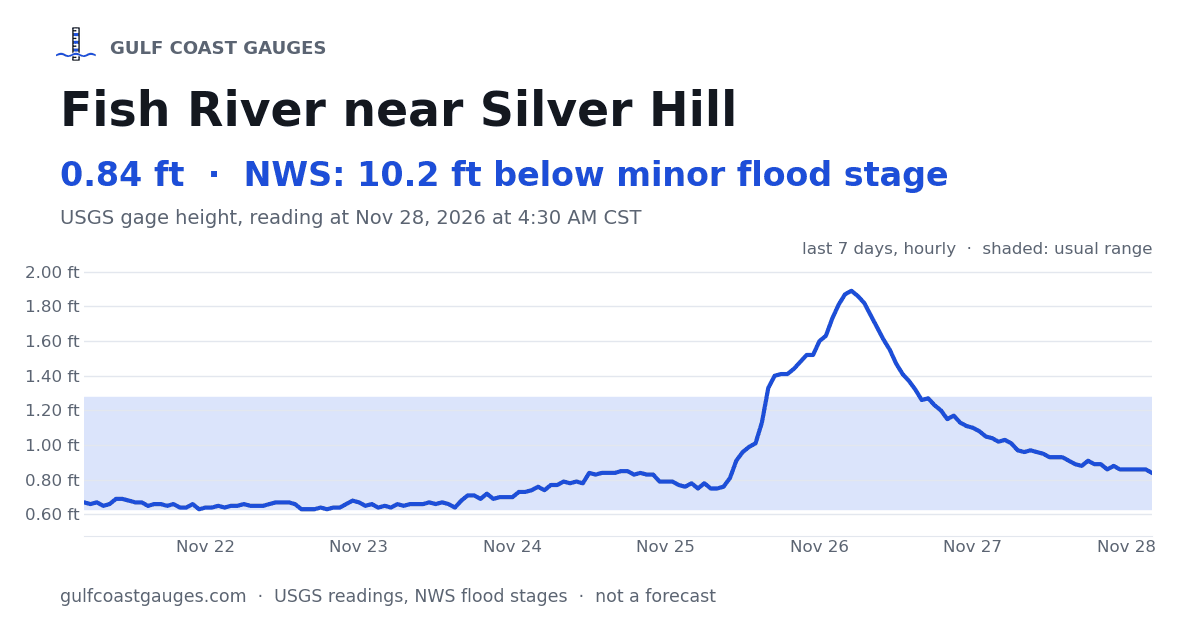 GULF COAST GAUGES
Fish River near Silver Hill
0.84 ft · NWS: 10.2 ft below minor flood stage
USGS gage height, reading at Nov 28, 2026 at 4:30 AM CST
last 7 days, hourly · shaded: usual range
2.00 ft
1.80 ft
1.60 ft
1.40 ft
1.20 ft
1.00 ft
0.80 ft
0.60 ft
Nov 22 Nov 23 Nov 24 Nov 25 Nov 26 Nov 27 Nov 28
gulfcoastgauges.com · USGS readings, NWS flood stages · not a forecast